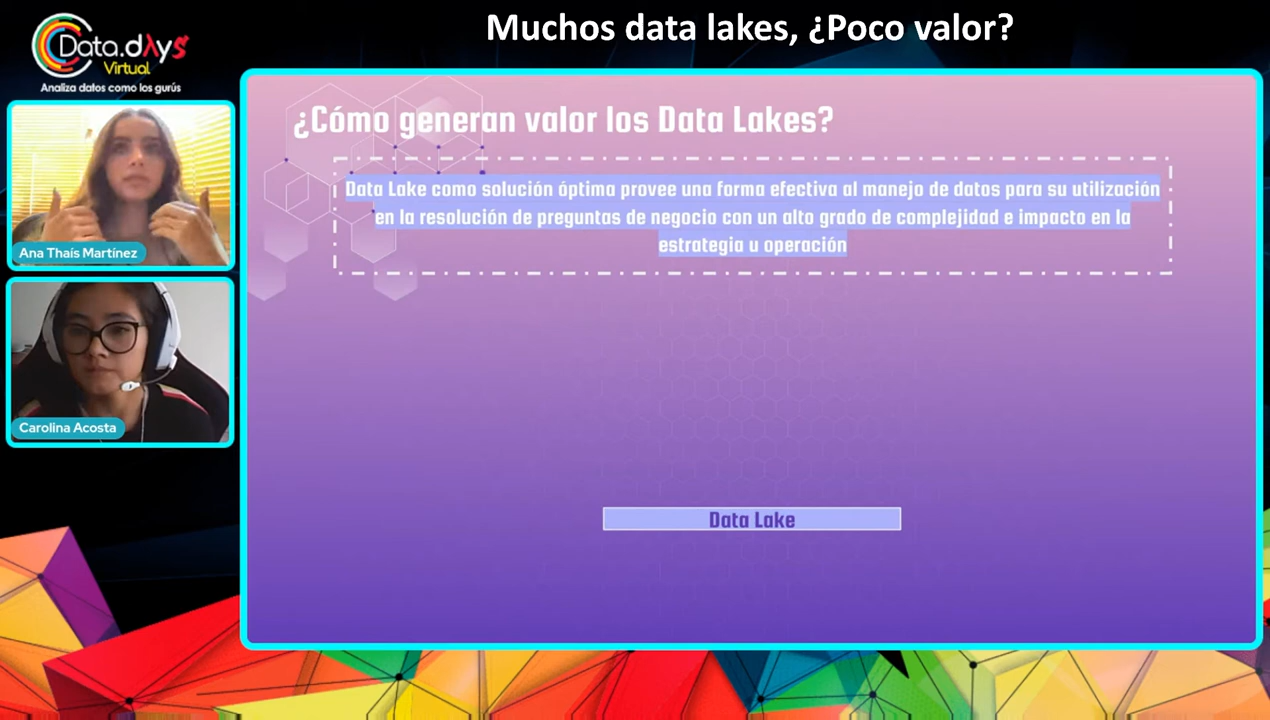 Muchos data lakes, ¿Poco valor?
Data.dAys
Virtual
Analiza datos como los gurús
Ana Thaís Martínez
Carolina Acosta
¿Cómo generan valor los Data Lakes?
Data Lake como solución óptima provee una forma efectiva al manejo de datos para su utilización
en la resolución de preguntas de negocio con un alto grado de complejidad e impacto en la
estrategia u operación
Data Lake